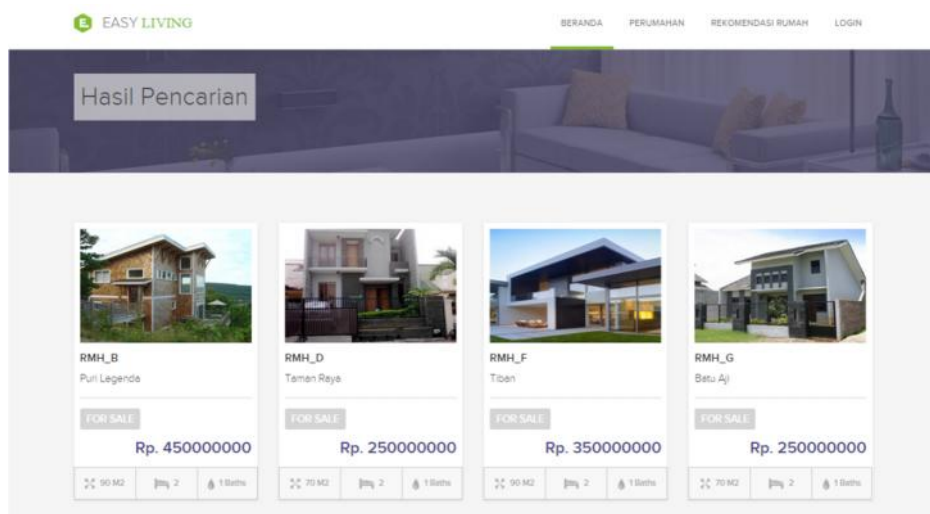 E. EASY LIVING
BERANDA PERUMAHAN REKOMENDASI RUMAH LOGIN
Hasil Pencarian
RMH_B
Puri Legenda
FOR SALE
Rp. 450000000
90 M2 2 1 Baths
RMH_D
Taman Raya
FOR SALE
Rp. 250000000
70 M2 2 1 Baths
RMH_F
Tiban
FOR SALE
Rp. 350000000
90 M2 2 1 Baths
RMH_G
Batu Aji
FOR SALE
Rp. 250000000
70 M2 2 1 Baths